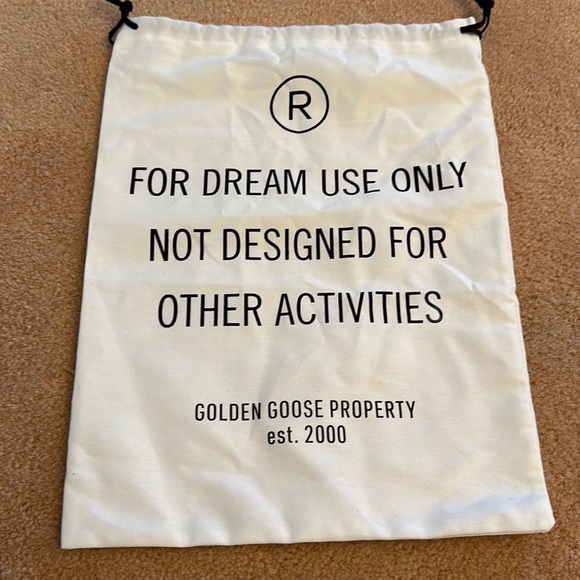 R
FOR DREAM USE ONLY
NOT DESIGNED FOR
OTHER ACTIVITIES
GOLDEN GOOSE PROPERTY
est. 2000